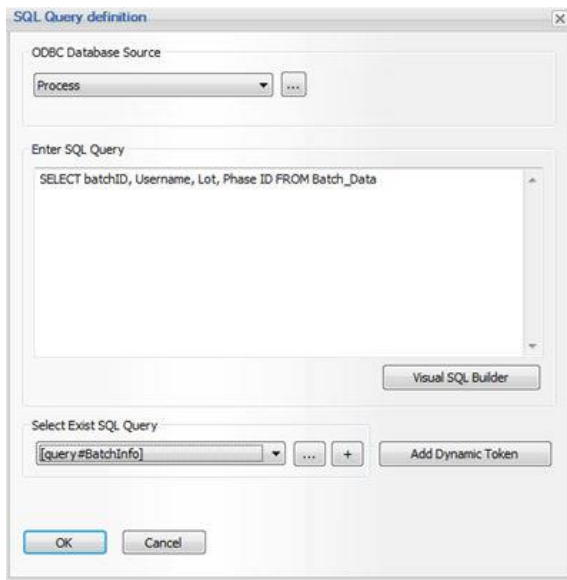 SQL Query definition
ODBC Database Source
Process
...
Enter SQL Query
SELECT batchID, Username, Lot, Phase ID FROM Batch_Data
Visual SQL Builder
Select Exist SQL Query
[query#BatchInfo]
...
+
Add Dynamic Token
OK
Cancel